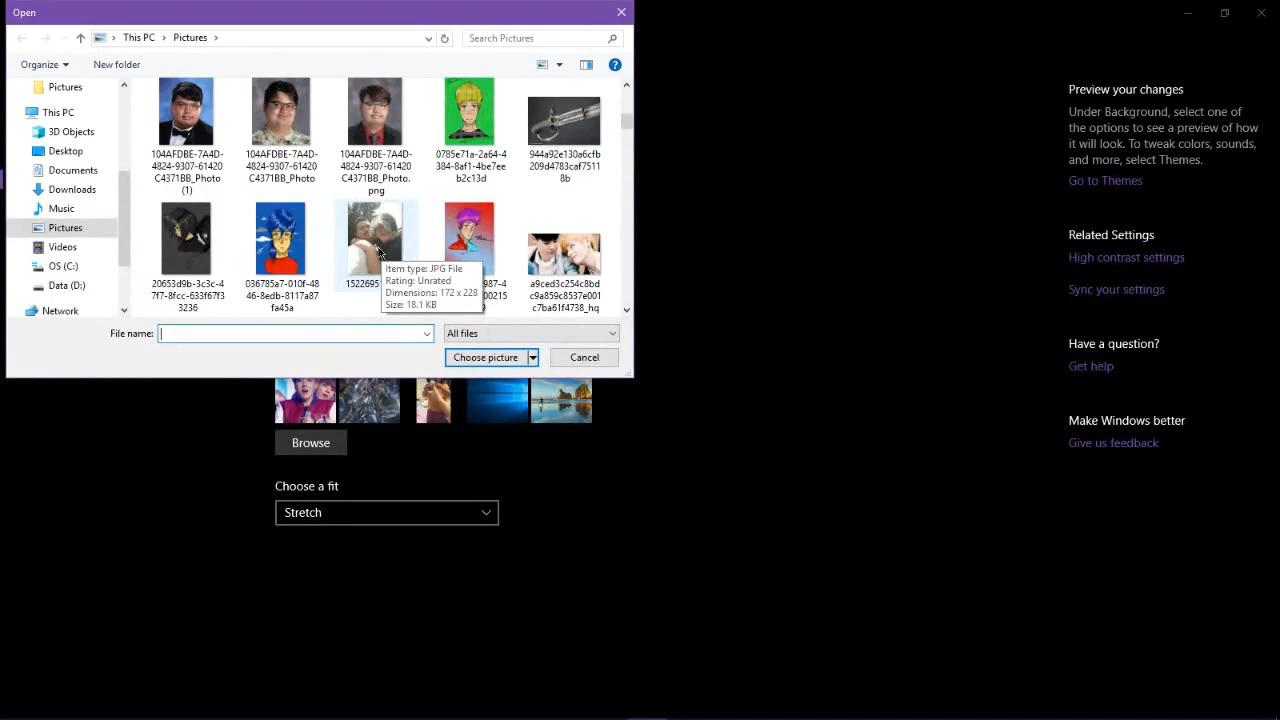 Open
This PC
Pictures
Search Pictures
Organize
New folder
Pictures
This PC
3D Objects
Desktop
Documents
Downloads
Music
Pictures
Videos
OS (C:)
Data (D:)
Network
104AFDBE-7A4D-
4824-9307-61420
C4371BB_Photo
(1)
104AFDBE-7A4D-
4824-9307-61420
C4371BB_Photo
104AFDBE-7A4D-
4824-9307-61420
C4371BB_Photo.
png
0785e71a-2a64-4
384-8af1-4be7ee
b2c13d
944a92e130a6cfb
209d4783caf7511
8b
20653d9b-3c3c-4
7f7-8fcc-633f67f3
3236
036785a7-010f-48
46-8edb-8117a87
fa45a
a9ced3c254c8bd
c9a859c8537e001
c7ba61f4738_hq
Item type: JPG File
Rating: Unrated
Dimensions: 172 x 228
Size: 18.1 KB
File name:
All files
Choose picture
Cancel
Browse
Choose a fit
Stretch
Preview your changes
Under Background, select one of
the options to see a preview of how
it will look. To tweak colors, sounds,
and more, select Themes.
Go to Themes
Related Settings
High contrast settings
Sync your settings
Have a question?
Get help
Make Windows better
Give us feedback